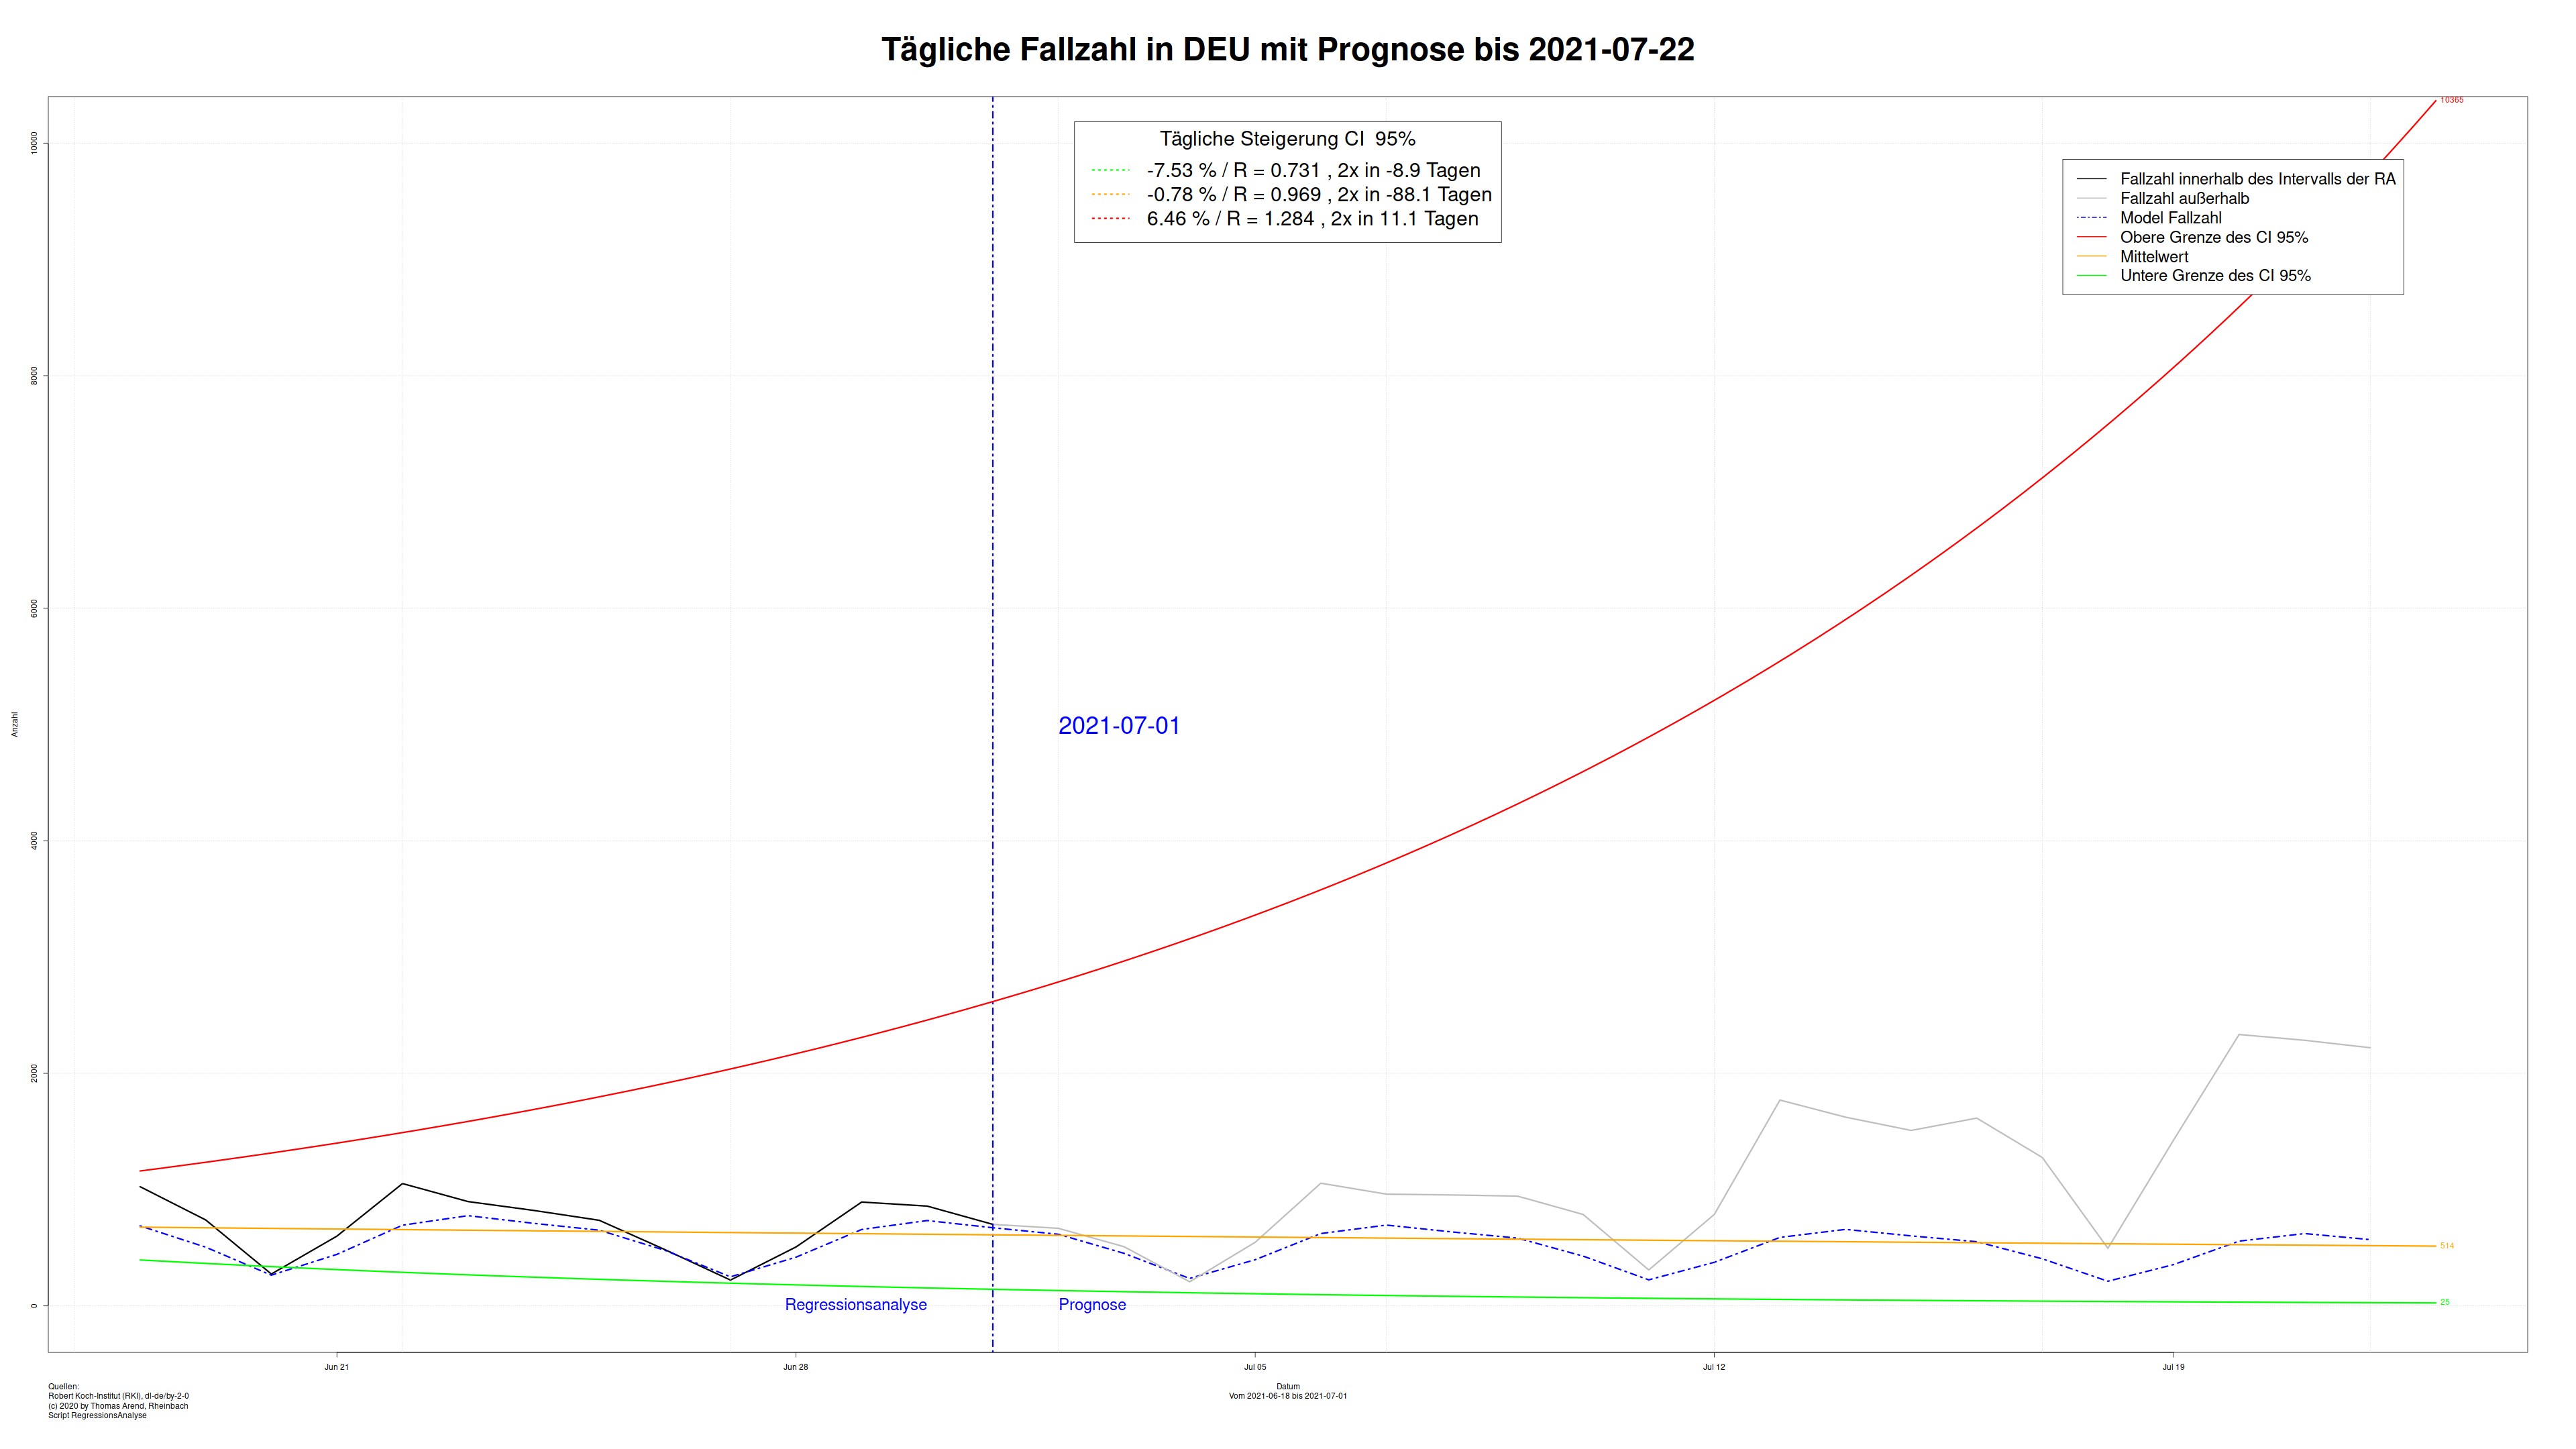 Tägliche Fallzahl in DEU mit Prognose bis 2021-07-22
10365
Tägliche Steigerung CI  95%
-7.53 % / R = 0.731 , 2x in -8.9 Tagen
-0.78 % / R = 0.969 , 2x in -88.1 Tagen
6.46 % / R = 1.284 , 2x in 11.1 Tagen
Fallzahl innerhalb des Intervalls der RA
Fallzahl außerhalb
Model Fallzahl
Obere Grenze des CI 95%
Mittelwert
Untere Grenze des CI 95%
10000
8000
6000
4000
2000
0
Anzahl
2021-07-01
514
25
Regressionsanalyse
Prognose
Jun 21
Jun 28
Jul 05
Jul 12
Jul 19
Datum
Vom 2021-06-18 bis 2021-07-01
Quellen:
Robert Koch-Institut (RKI), dl-de/by-2-0
(c) 2020 by Thomas Arend, Rheinbach
Script RegressionsAnalyse